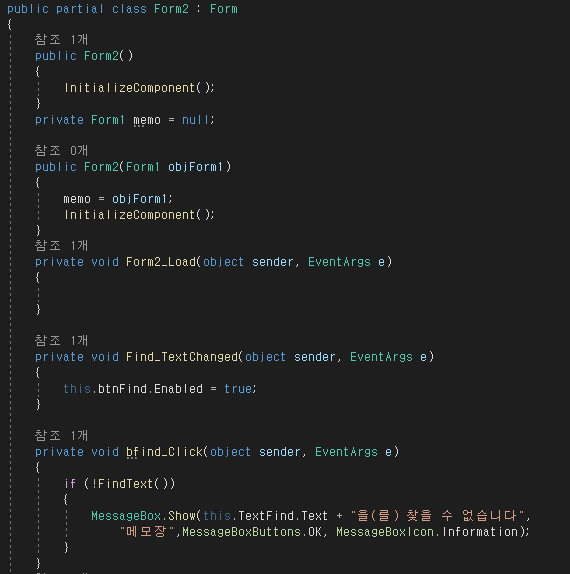 public partial class Form2 : Form
{
참조 1개
public Form2()
{
InitializeComponent();
}
private Form1 memo = null;
참조 0개
public Form2(Form1 objForm1)
{
memo = objForm1;
InitializeComponent();
}
참조 1개
private void Form2_Load(object sender, EventArgs e)
{
}
참조 1개
private void Find_TextChanged(object sender, EventArgs e)
{
this.btnFind.Enabled = true;
}
참조 1개
private void bfind_Click(object sender, EventArgs e)
{
if (!FindText())
{
MessageBox.Show(this.TextFind.Text + "을(를) 찾을 수 없습니다",
"메모장",MessageBoxButtons.OK, MessageBoxIcon.Information);
}
}